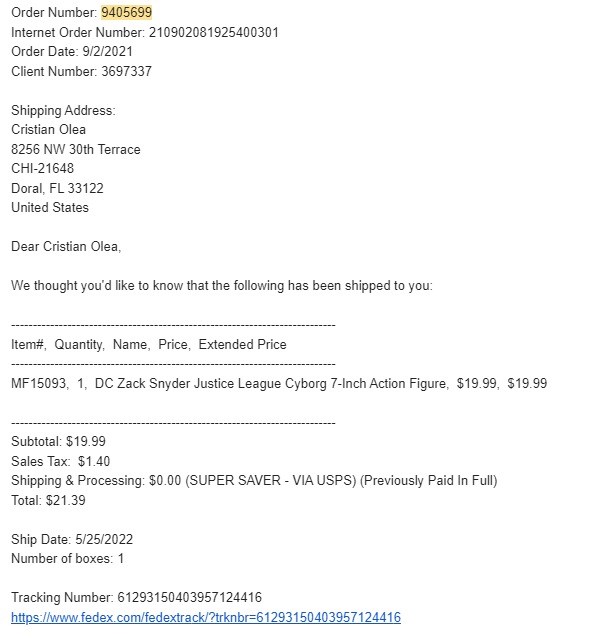 Order Number: 9405699
Internet Order Number: 210902081925400301
Order Date: 9/2/2021
Client Number: 3697337
Shipping Address:
Cristian Olea
8256 NW 30th Terrace
CHI-21648
Doral, FL 33122
United States
Dear Cristian Olea,
We thought you'd like to know that the following has been shipped to you:
---------------------------------------------------------------------------
Item#,  Quantity,  Name,  Price,  Extended Price
---------------------------------------------------------------------------
MF15093,  1,  DC Zack Snyder Justice League Cyborg 7-Inch Action Figure,  $19.99,  $19.99
---------------------------------------------------------------------------
Subtotal: $19.99
Sales Tax:  $1.40
Shipping & Processing: $0.00 (SUPER SAVER - VIA USPS) (Previously Paid In Full)
Total: $21.39
Ship Date: 5/25/2022
Number of boxes: 1
Tracking Number: 61293150403957124416
https://www.fedex.com/fedextrack/?trknbr=61293150403957124416